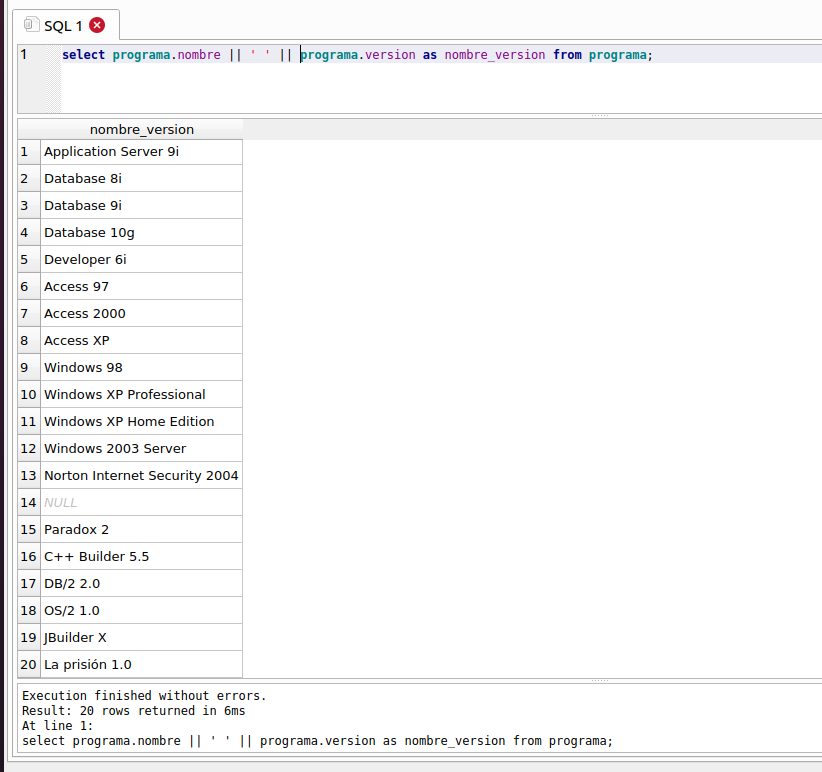 SQL 1
1 select programa.nombre || ' ' || programa.version as nombre_version from programa;
nombre_version
1 Application Server 9i
2 Database 8i
3 Database 9i
4 Database 10g
5 Developer 6i
6 Access 97
7 Access 2000
8 Access XP
9 Windows 98
10 Windows XP Professional
11 Windows XP Home Edition
12 Windows 2003 Server
13 Norton Internet Security 2004
14 NULL
15 Paradox 2
16 C++ Builder 5.5
17 DB/2 2.0
18 OS/2 1.0
19 JBuilder X
20 La prisión 1.0
Execution finished without errors.
Result: 20 rows returned in 6ms
At line 1:
select programa.nombre || ' ' || programa.version as nombre_version from programa;